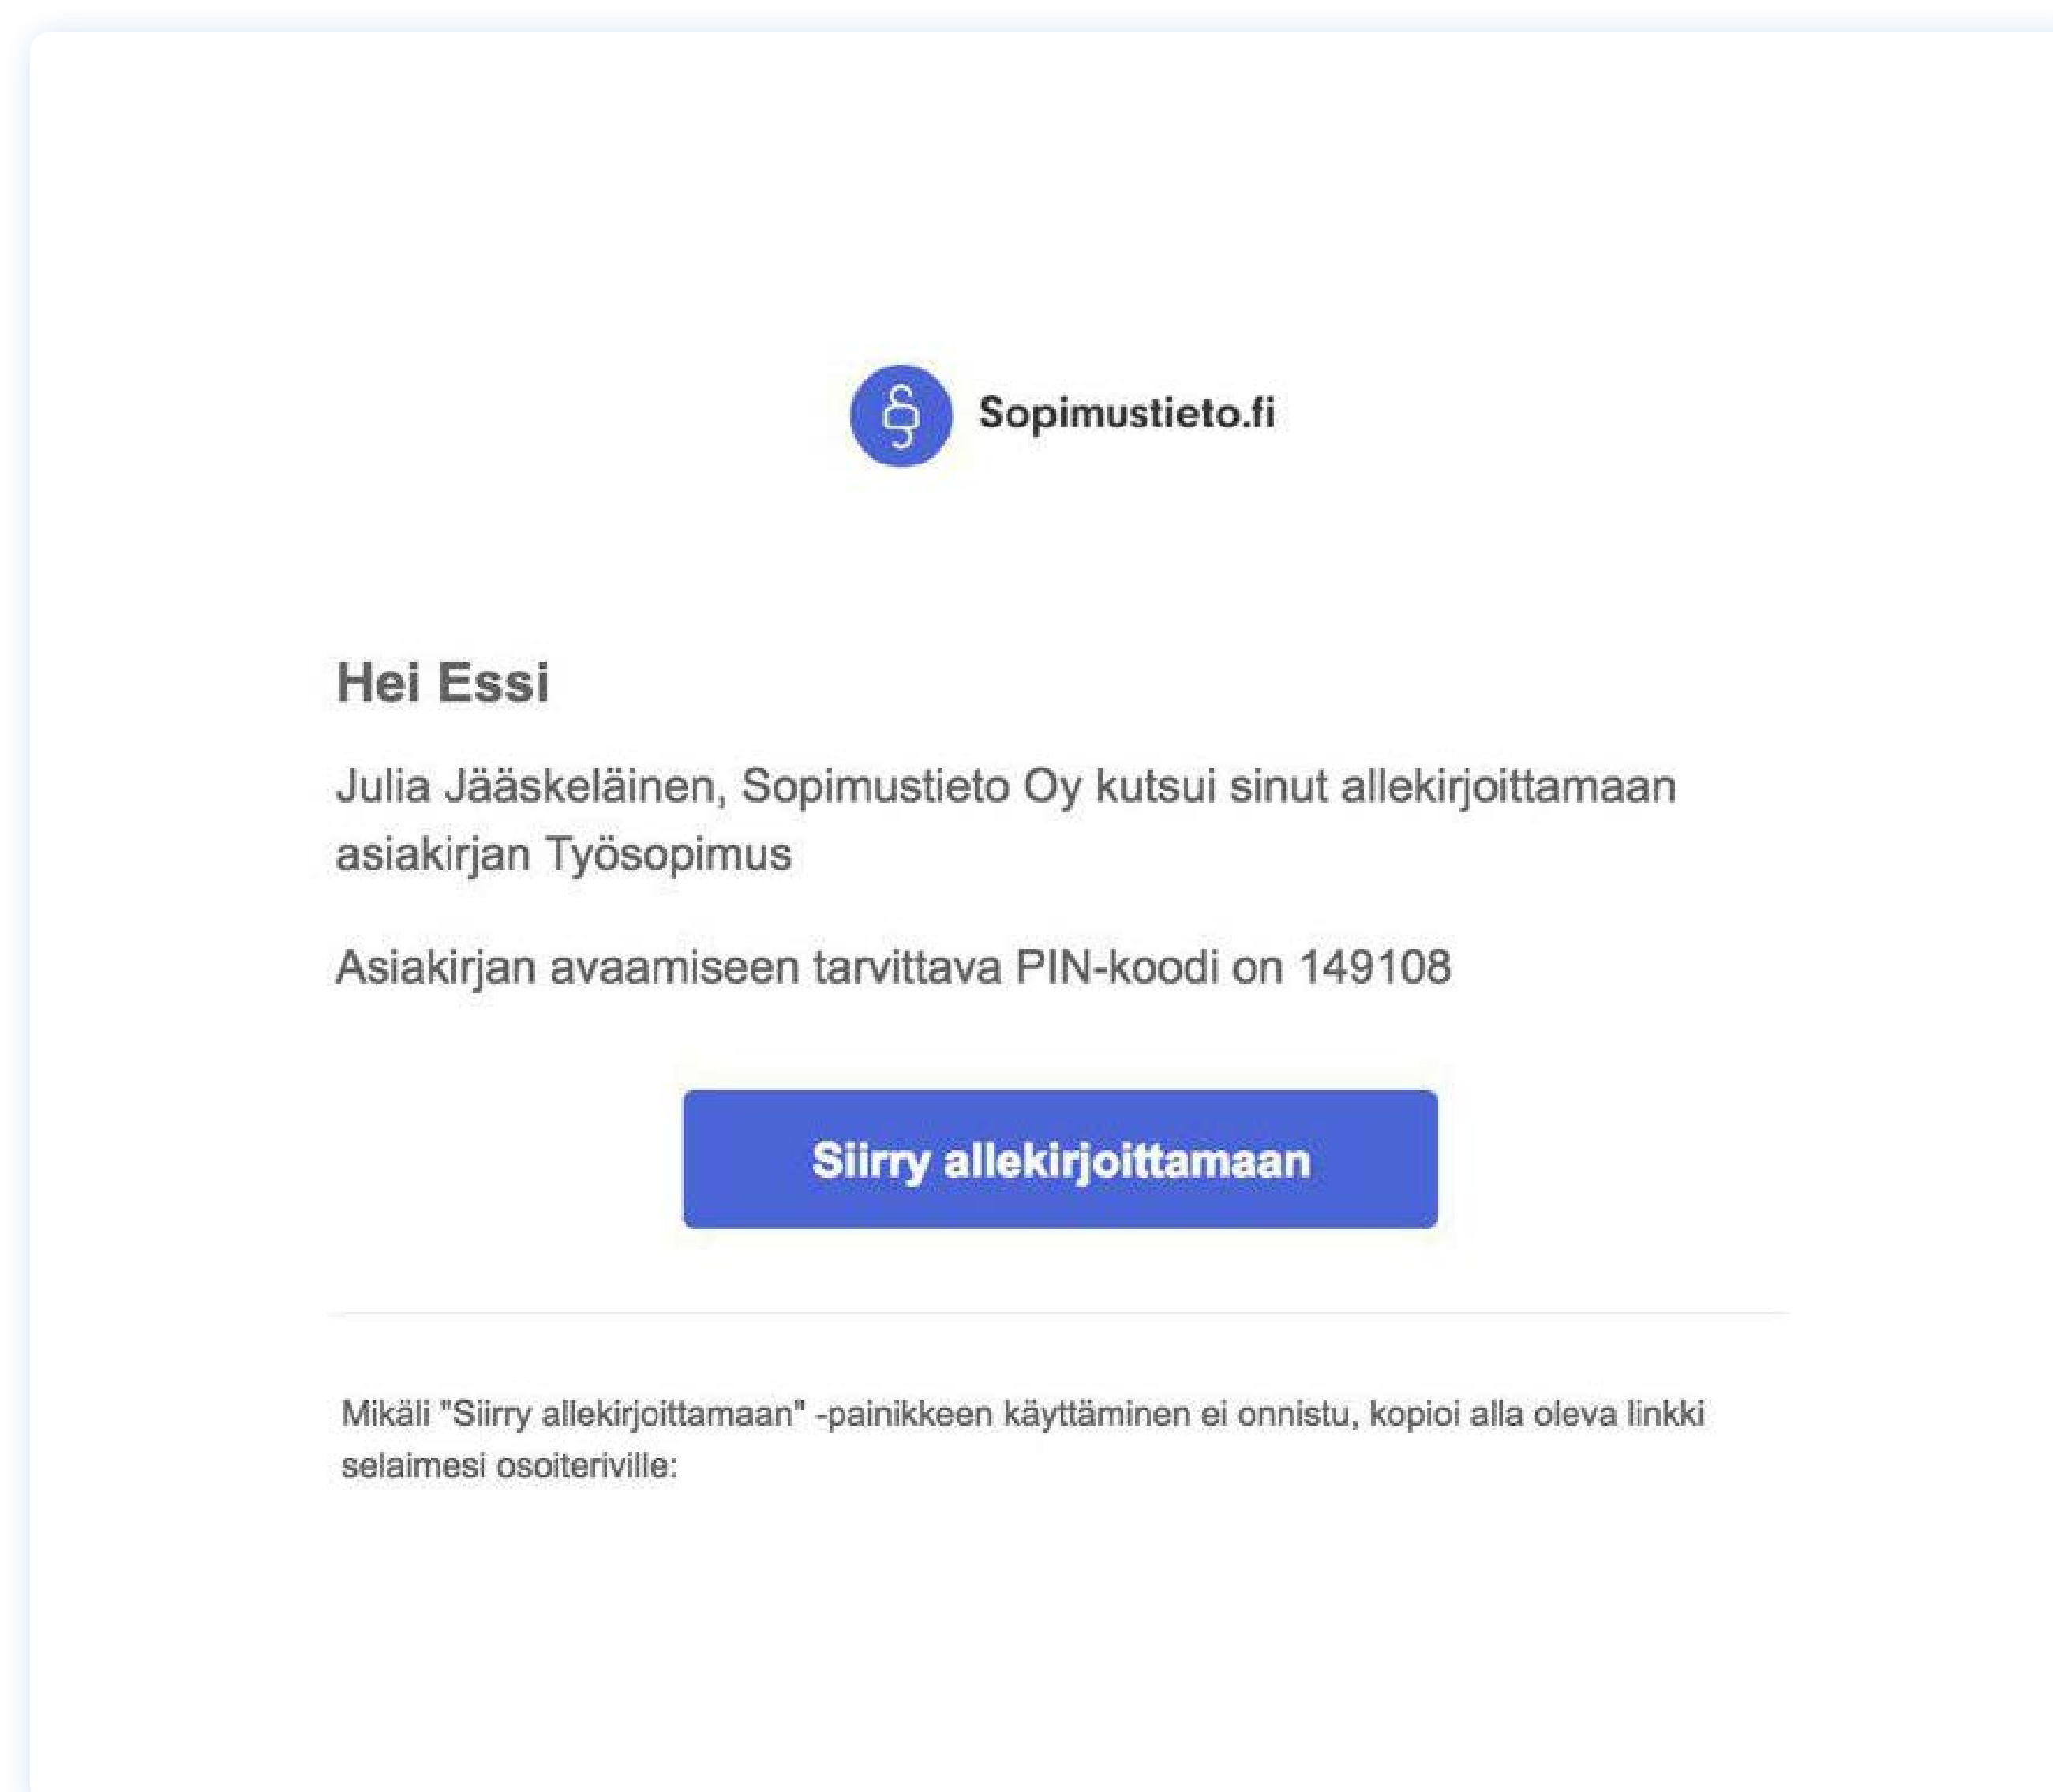 Sopimustieto.fi
Hei Essi
Julia Jääskeläinen, Sopimustieto Oy kutsui sinut allekirjoittamaan
asiakirjan Työsopimus
Asiakirjan avaamiseen tarvittava PIN-koodi on 149108
Siirry allekirjoittamaan
Mikäli "Siirry allekirjoittamaan" -painikkeen käyttäminen ei onnistu, kopioi alla oleva linkki
selaimesi osoiteriville: